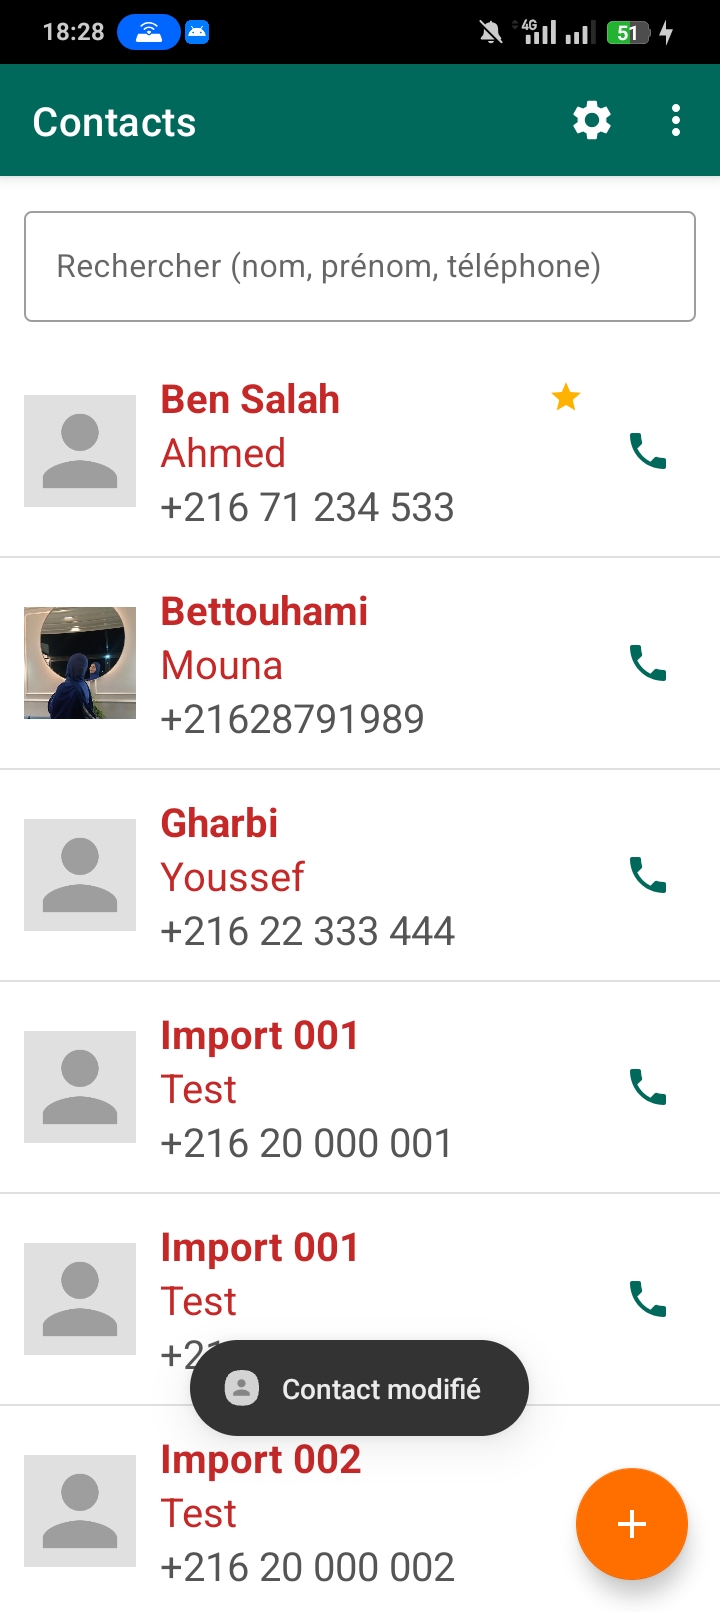 18:28
4G
51
Contacts
Rechercher (nom, prénom, téléphone)
Ben Salah
Ahmed
+216 71 234 533
Bettouhami
Mouna
+21628791989
Gharbi
Youssef
+216 22 333 444
Import 001
Test
+216 20 000 001
Import 001
Test
Contact modifié
Import 002
Test
+216 20 000 002